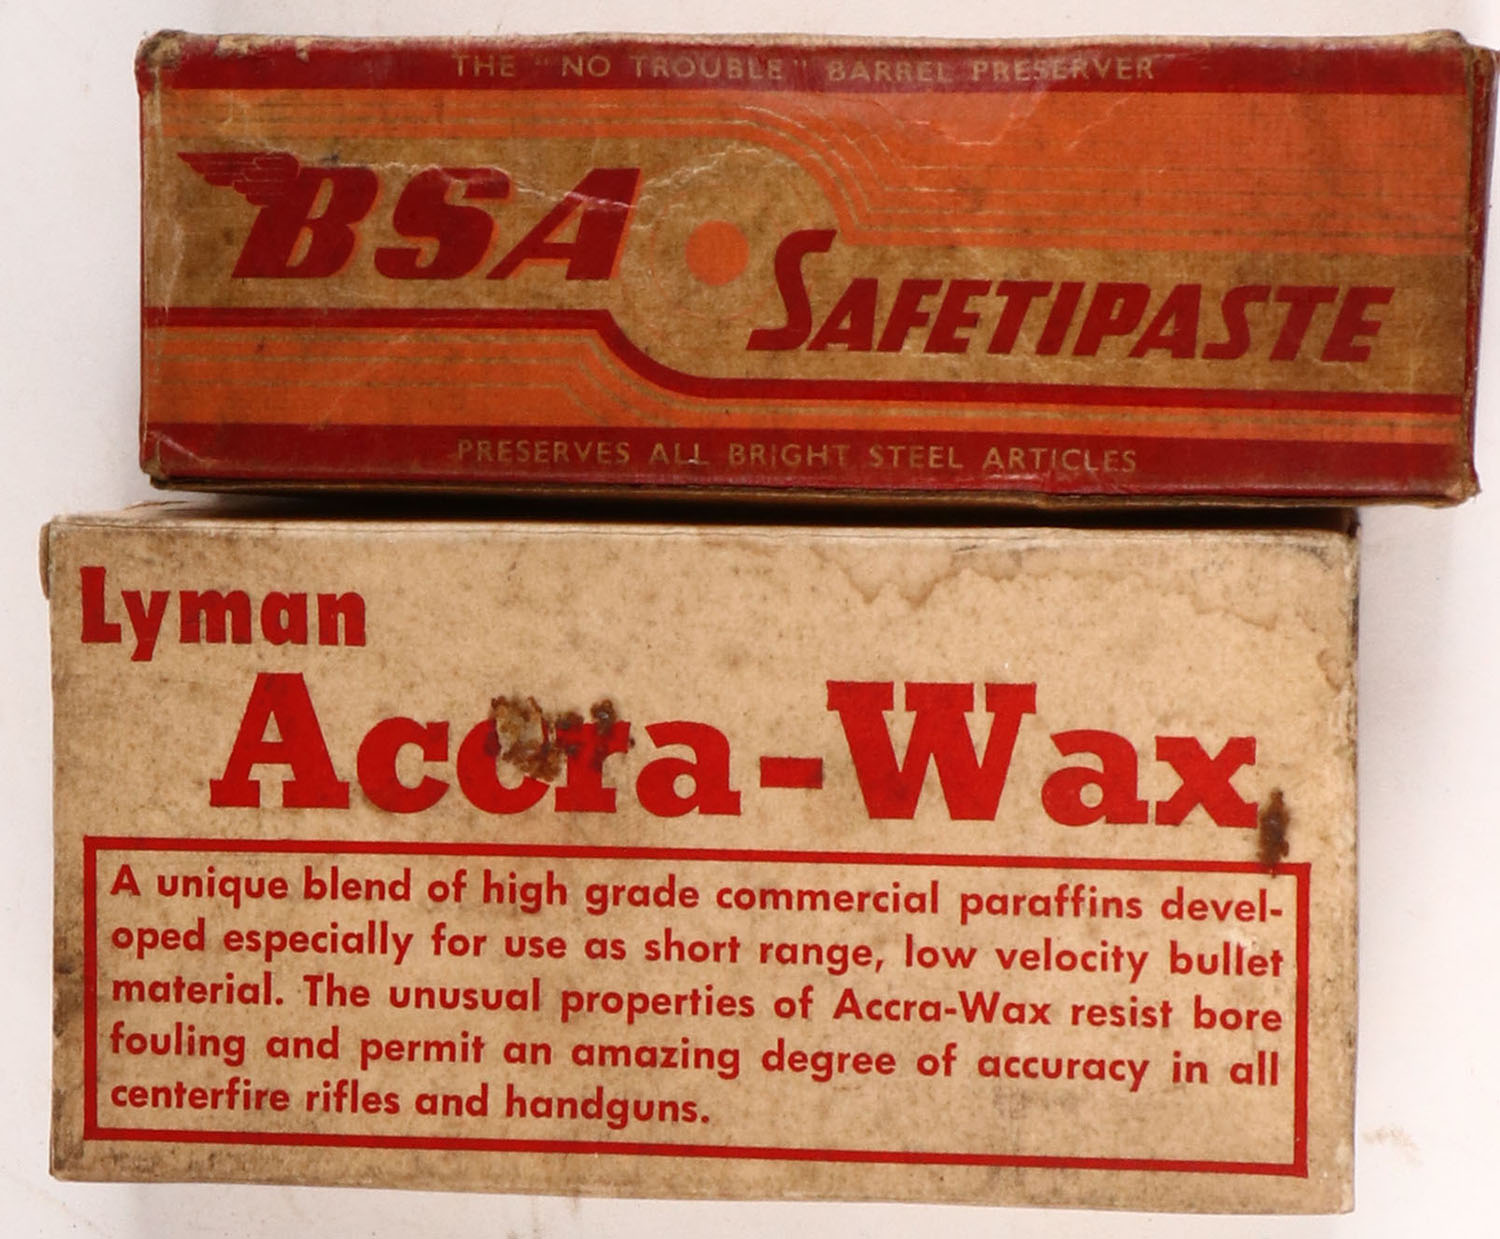 THE "NO TROUBLE" BARREL PRESERVER
BSA
SAFETIPASTE
PRESERVES ALL BRIGHT STEEL ARTICLES
Lyman
Accra-Wax
A unique blend of high grade commercial paraffins devel-
oped especially for use as short range, low velocity bullet
material. The unusual properties of Accra-Wax resist bore
fouling and permit an amazing degree of accuracy in all
centerfire rifles and handguns.